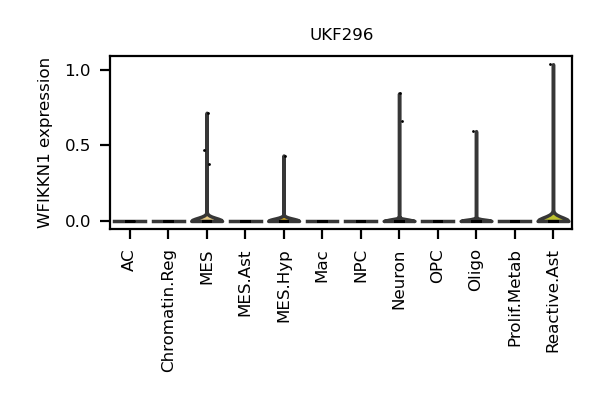 UKF296
WFIKKN1 expression
1.0
0.5
0.0
AC
Chromatin.Reg
MES
MES.Ast
MES.Hyp
Mac
NPC
Neuron
OPC
Oligo
Prolif.Metab
Reactive.Ast